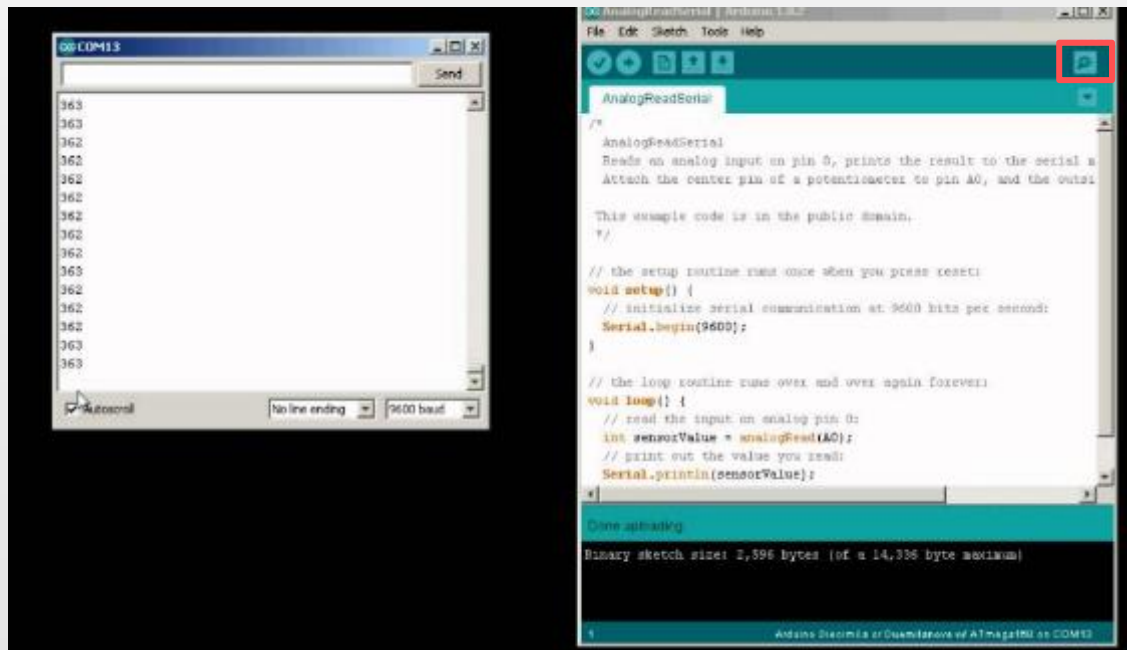 COM13
Send
363
363
362
362
362
362
362
362
362
363
362
362
362
363
363
Autoscroll
No line ending
9600 baud
AnalogReadSerial | Arduino
File Edit Sketch Tools Help
AnalogReadSerial
/*
AnalogReadSerial
Reads an analog input on pin 0, prints the result to the serial m
Attach the center pin of a potentiometer to pin A0, and the outsi
This example code is in the public domain.
*/
// the setup routine runs once when you press reset:
void setup() {
// initialize serial communication at 9600 bits per second:
Serial.begin(9600);
}
// the loop routine runs over and over again forever:
void loop() {
// read the input on analog pin 0:
int sensorValue = analogRead(A0);
// print out the value you read:
Serial.println(sensorValue);
Done uploading.
Binary sketch size: 2,596 bytes (of a 14,336 byte maximum)
1
Arduino Diecimila or Duemilanove w/ ATmega168 on COM13